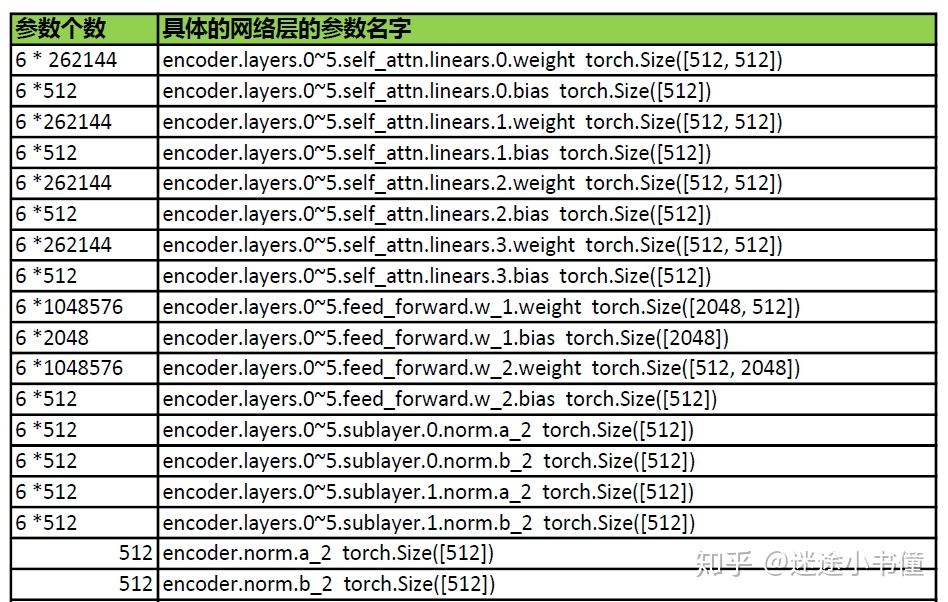 参数个数 具体的网络层的参数名字
6 * 262144 encoder.layers.0~5.self_attn.linears.0.weight torch.Size([512, 512])
6 *512 encoder.layers.0~5.self_attn.linears.0.bias torch.Size([512])
6 *262144 encoder.layers.0~5.self_attn.linears.1.weight torch.Size([512, 512])
6 *512 encoder.layers.0~5.self_attn.linears.1.bias torch.Size([512])
6 *262144 encoder.layers.0~5.self_attn.linears.2.weight torch.Size([512, 512])
6 *512 encoder.layers.0~5.self_attn.linears.2.bias torch.Size([512])
6 *262144 encoder.layers.0~5.self_attn.linears.3.weight torch.Size([512, 512])
6 *512 encoder.layers.0~5.self_attn.linears.3.bias torch.Size([512])
6 *1048576 encoder.layers.0~5.feed_forward.w_1.weight torch.Size([2048, 512])
6 *2048 encoder.layers.0~5.feed_forward.w_1.bias torch.Size([2048])
6 *1048576 encoder.layers.0~5.feed_forward.w_2.weight torch.Size([512, 2048])
6 *512 encoder.layers.0~5.feed_forward.w_2.bias torch.Size([512])
6 *512 encoder.layers.0~5.sublayer.0.norm.a_2 torch.Size([512])
6 *512 encoder.layers.0~5.sublayer.0.norm.b_2 torch.Size([512])
6 *512 encoder.layers.0~5.sublayer.1.norm.a_2 torch.Size([512])
6 *512 encoder.layers.0~5.sublayer.1.norm.b_2 torch.Size([512])
512 encoder.norm.a_2 torch.Size([512])
512 encoder.norm.b_2 torch.Size([512])
知乎 @迷途小书僮